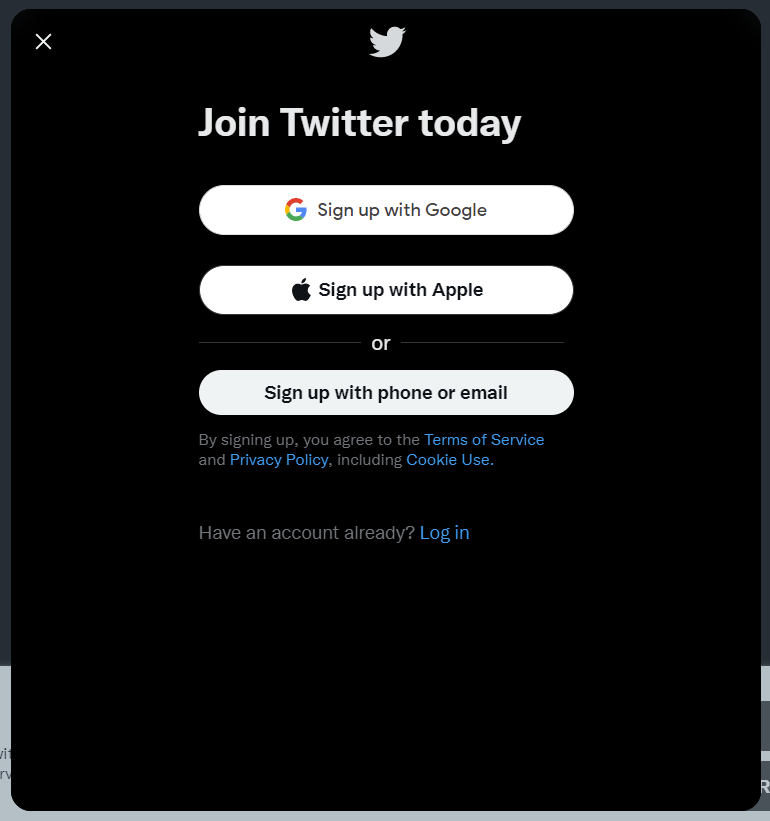 Join Twitter today
Sign up with Google
Sign up with Apple
or
Sign up with phone or email
By signing up, you agree to the Terms of Service
and Privacy Policy, including Cookie Use.
Have an account already? Log in